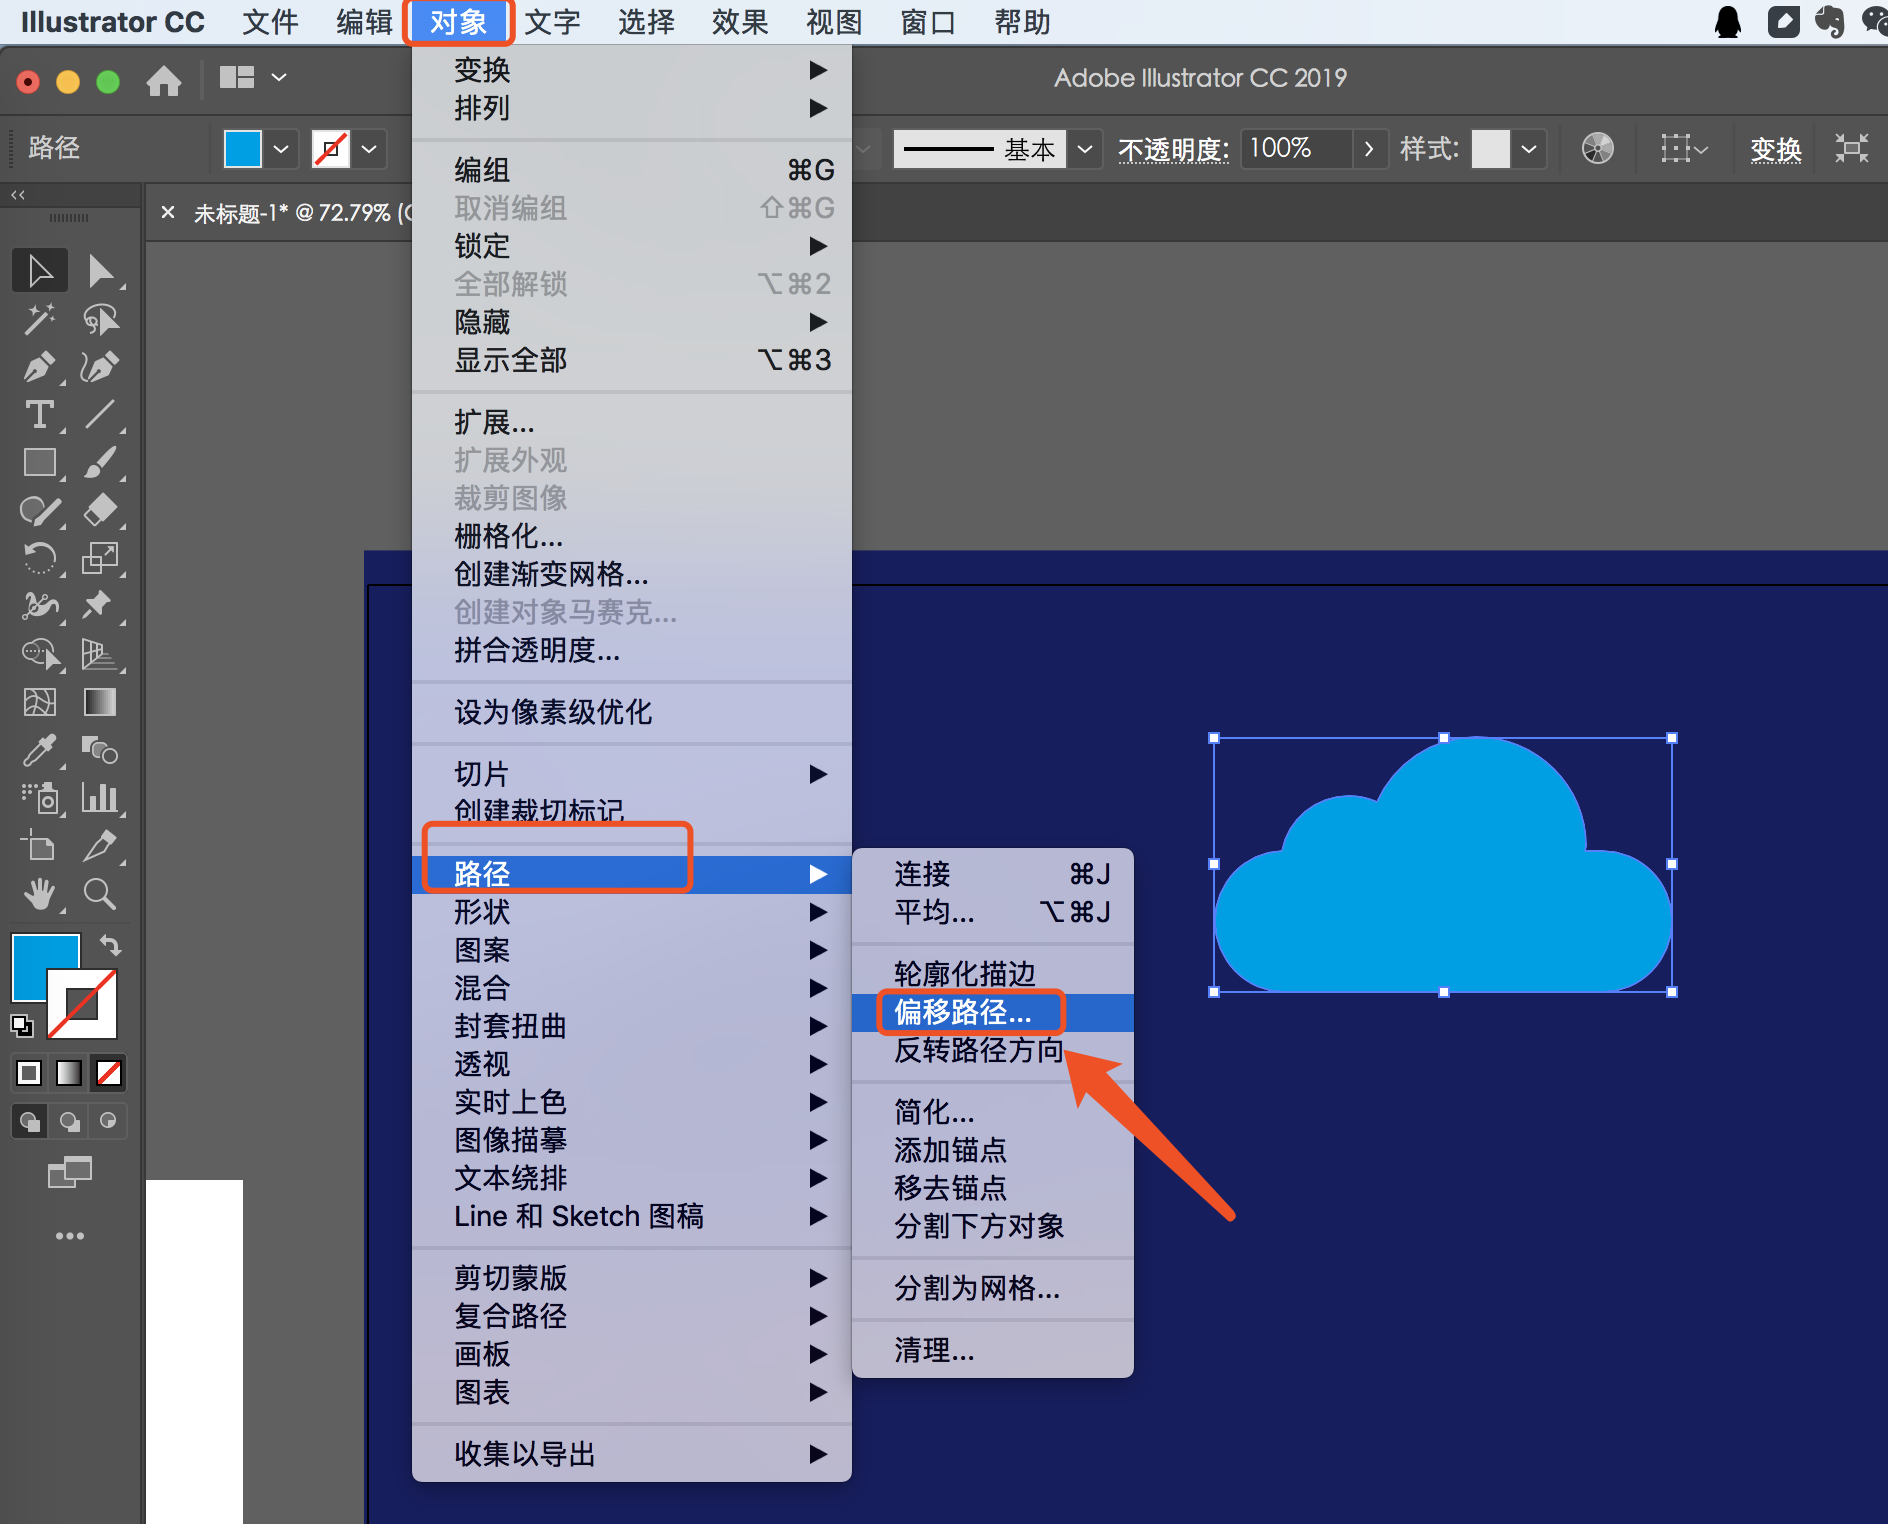 Illustrator CC 文件 编辑 对象 文字 选择 效果 视图 窗口 帮助
Adobe Illustrator CC 2019
路径 基本 不透明度: 100% 样式: 变换
× 未标题-1* @ 72.79% (
变换
排列
编组 ⌘G
取消编组 ⇧⌘G
锁定
全部解锁 ⌥⌘2
隐藏
显示全部 ⌥⌘3
扩展...
扩展外观
裁剪图像
栅格化...
创建渐变网格...
创建对象马赛克...
拼合透明度...
设为像素级优化
切片
创建裁切标记
路径
形状
图案
混合
封套扭曲
透视
实时上色
图像描摹
文本绕排
Line 和 Sketch 图稿
剪切蒙版
复合路径
画板
图表
收集以导出
连接 ⌘J
平均... ⌥⌘J
轮廓化描边
偏移路径...
反转路径方向
简化...
添加锚点
移去锚点
分割下方对象
分割为网格...
清理...